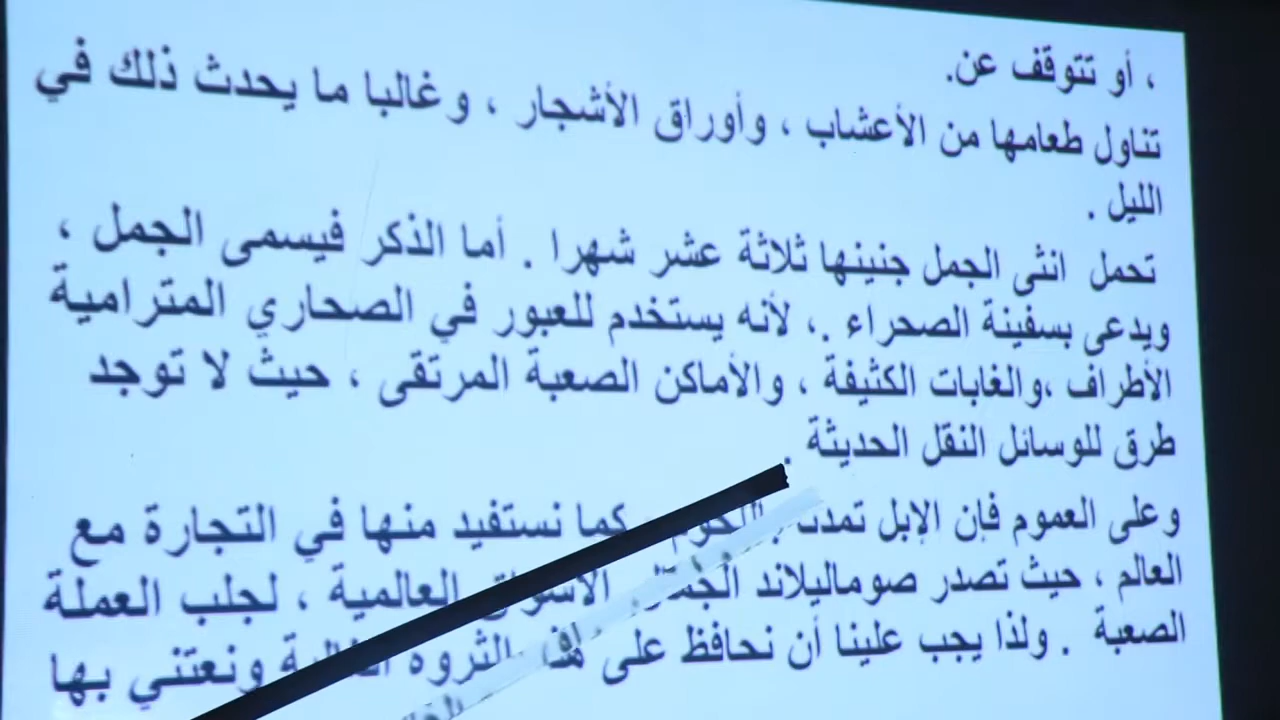 ، أو تتوقف عن.
تناول طعامها من الأعشاب ، وأوراق الأشجار ، وغالبا ما يحدث ذلك في
الليل .
تحمل انثى الجمل جنينها ثلاثة عشر شهرا . أما الذكر فيسمى الجمل ،
ويدعى بسفينة الصحراء .، لأنه يستخدم للعبور في الصحاري المترامية
الأطراف ،والغابات الكثيفة ، والأماكن الصعبة المرتقى ، حيث لا توجد
طرق للوسائل النقل الحديثة .
وعلى العموم فإن الإبل كما نستفيد منها في التجارة مع
العالم ، حيث تصدر صوماليلاند العالمية ، لجلب العملة
الصعبة . ولذا يجب علينا أن نحافظ على الثروه ونعتني بها